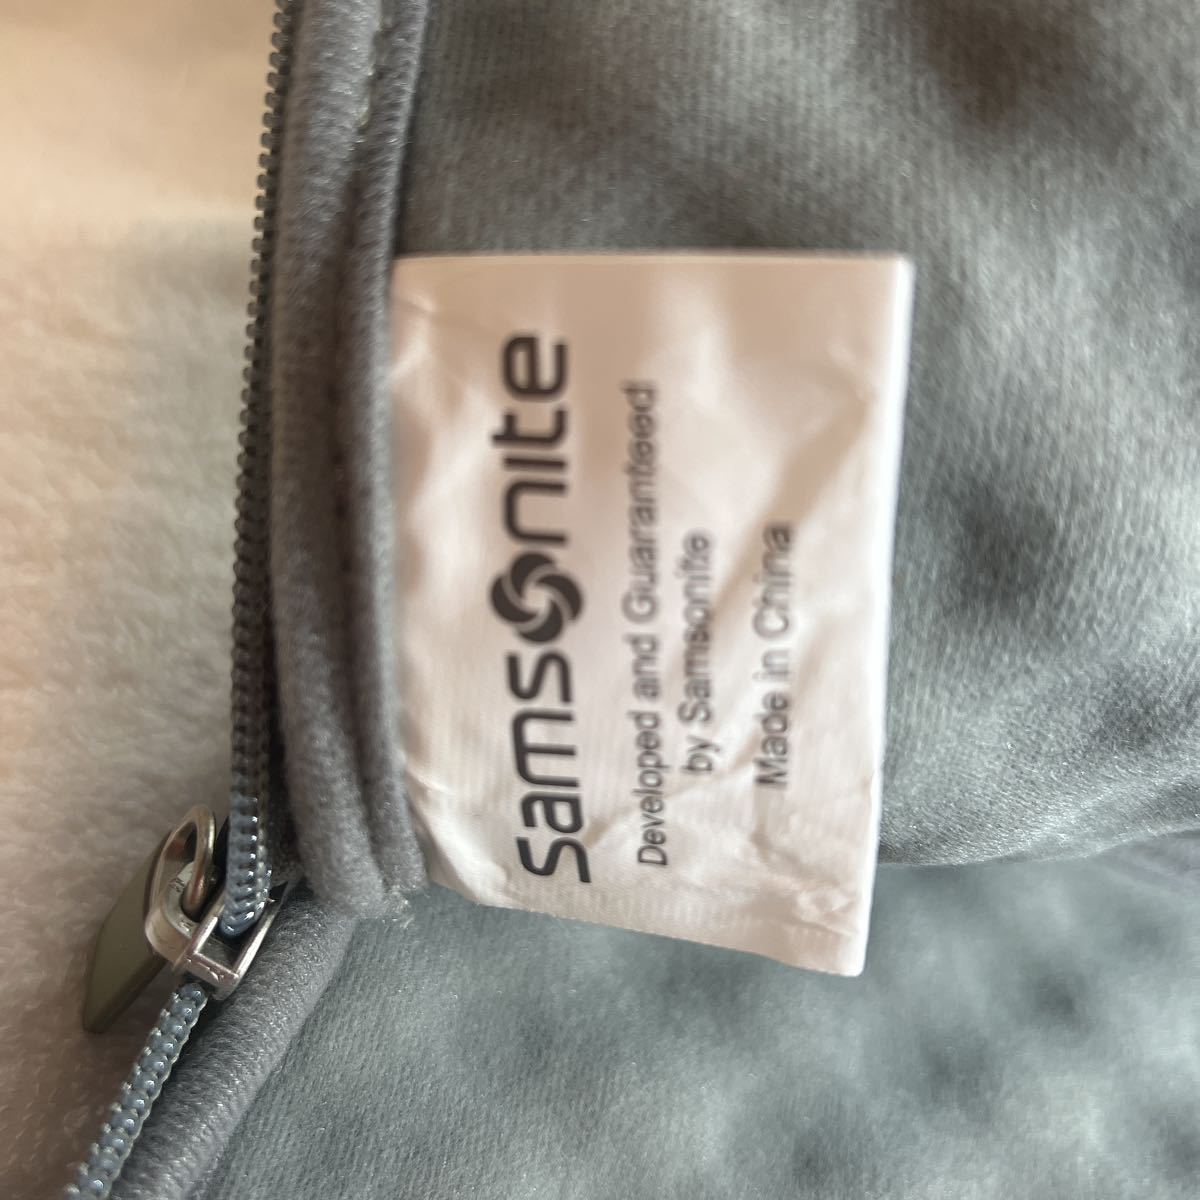 Samsonite
Developed and Guaranteed
by Samsonite
Made in China